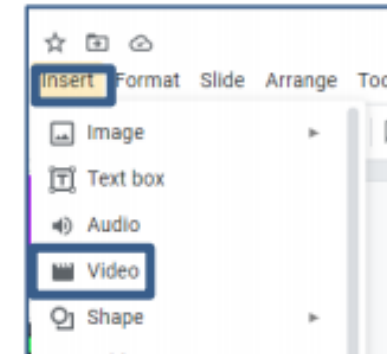 Insert Format Slide Arrange
Image
Text box
Audio
Video
Shape